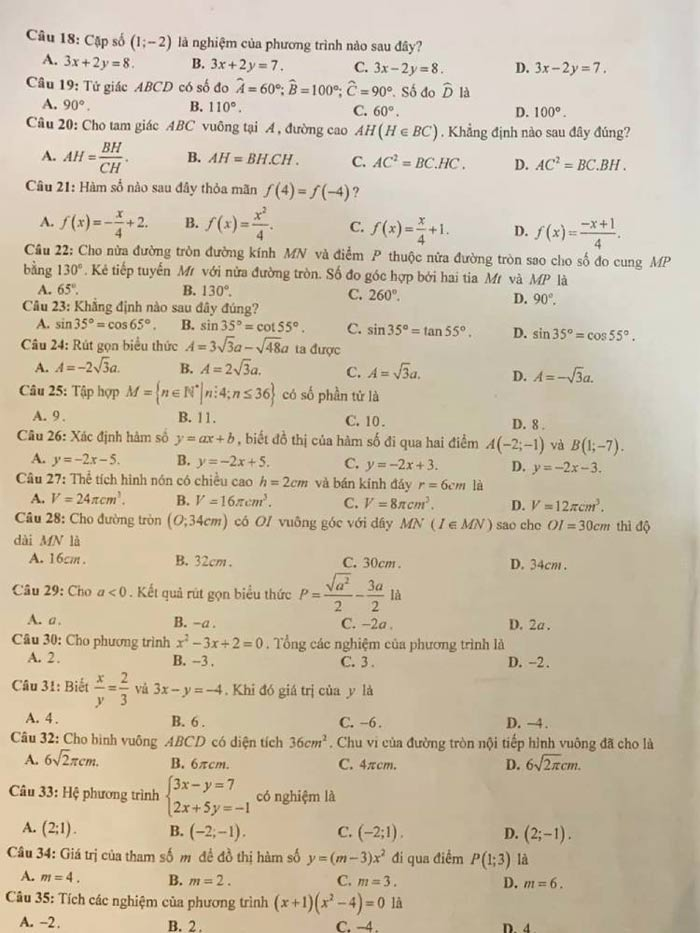 Câu 18: Cặp số (1;−2) là nghiệm của phương trình nào sau đây?
A. 3x+2y=8. B. 3x+2y=7. C. 3x−2y=8. D. 3x−2y=7.
Câu 19: Tứ giác ABCD có số đo Â=60°; B̂=100°; Ĉ=90°. Số đo D̂ là
A. 90°. B. 110°. C. 60°. D. 100°.
Câu 20: Cho tam giác ABC vuông tại A, đường cao AH(H∈BC). Khẳng định nào sau đây đúng?
A. AH=BH/CH. B. AH=BH.CH. C. AC²=BC.HC. D. AC²=BC.BH.
Câu 21: Hàm số nào sau đây thỏa mãn f(4)=f(−4)?
A. f(x)=−x/4+2. B. f(x)=x²/4. C. f(x)=x/4+1. D. f(x)=(−x+1)/4.
Câu 22: Cho nửa đường tròn đường kính MN và điểm P thuộc nửa đường tròn sao cho số đo cung MP
bằng 130°. Kẻ tiếp tuyến Mt với nửa đường tròn. Số đo góc hợp bởi hai tia Mt và MP là
A. 65°. B. 130°. C. 260°. D. 90°.
Câu 23: Khẳng định nào sau đây đúng?
A. sin35°=cos65°. B. sin35°=cot55°. C. sin35°=tan55°. D. sin35°=cos55°.
Câu 24: Rút gọn biểu thức A=3√3a−√48a ta được
A. A=−2√3a. B. A=2√3a. C. A=√3a. D. A=−√3a.
Câu 25: Tập hợp M={n∈ℕ*|n⋮4;n≤36} có số phần tử là
A. 9. B. 11. C. 10. D. 8.
Câu 26: Xác định hàm số y=ax+b, biết đồ thị của hàm số đi qua hai điểm A(−2;−1) và B(1;−7).
A. y=−2x−5. B. y=−2x+5. C. y=−2x+3. D. y=−2x−3.
Câu 27: Thể tích hình nón có chiều cao h=2cm và bán kính đáy r=6cm là
A. V=24πcm³. B. V=16πcm³. C. V=8πcm³. D. V=12πcm³.
Câu 28: Cho đường tròn (O;34cm) có OI vuông góc với dây MN (I∈MN) sao cho OI=30cm thì độ
dài MN là
A. 16cm. B. 32cm. C. 30cm. D. 34cm.
Câu 29: Cho a<0. Kết quả rút gọn biểu thức P=√a²/2−3a/2 là
A. a. B. −a. C. −2a. D. 2a.
Câu 30: Cho phương trình x²−3x+2=0. Tổng các nghiệm của phương trình là
A. 2. B. −3. C. 3. D. −2.
Câu 31: Biết x/y=2/3 và 3x−y=−4. Khi đó giá trị của y là
A. 4. B. 6. C. −6. D. −4.
Câu 32: Cho hình vuông ABCD có diện tích 36cm². Chu vi của đường tròn nội tiếp hình vuông đã cho là
A. 6√2πcm. B. 6πcm. C. 4πcm. D. 6√(2π)cm.
Câu 33: Hệ phương trình {3x−y=7 2x+5y=−1 có nghiệm là
A. (2;1). B. (−2;−1). C. (−2;1). D. (2;−1).
Câu 34: Giá trị của tham số m để đồ thị hàm số y=(m−3)x² đi qua điểm P(1;3) là
A. m=4. B. m=2. C. m=3. D. m=6.
Câu 35: Tích các nghiệm của phương trình (x+1)(x²−4)=0 là
A. −2. B. 2. C. −4. D. 4